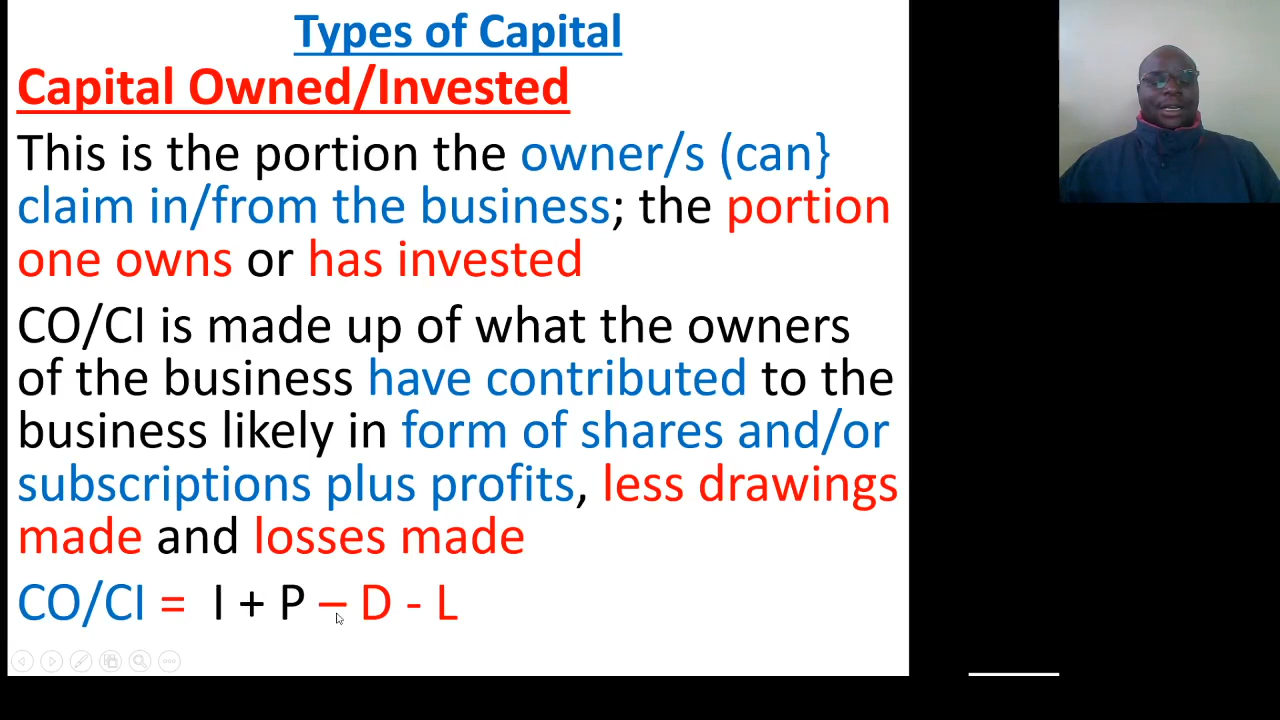 Types of Capital
Capital Owned/Invested
This is the portion the owner/s (can}
claim in/from the business; the portion
one owns or has invested
CO/CI is made up of what the owners
of the business have contributed to the
business likely in form of shares and/or
subscriptions plus profits, less drawings
made and losses made
CO/CI = I + P – D - L